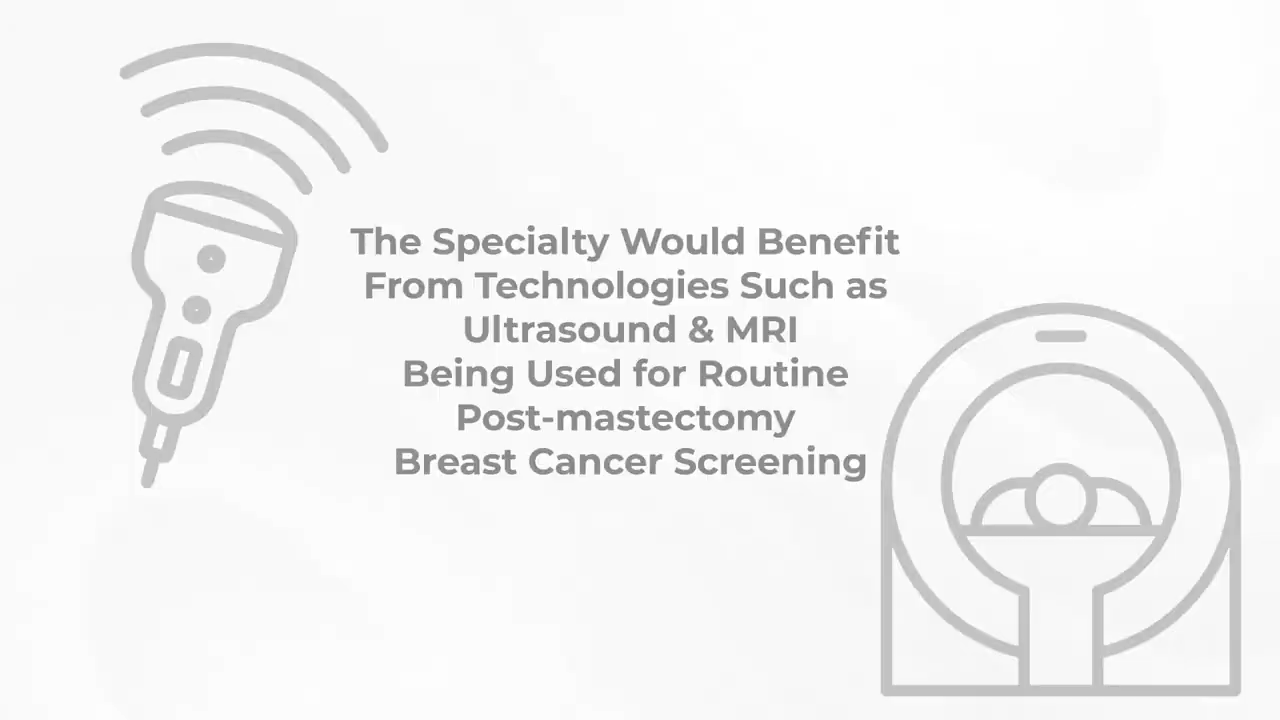 The Specialty Would Benefit
From Technologies Such as
Ultrasound & MRI
Being Used for Routine
Post-mastectomy
Breast Cancer Screening